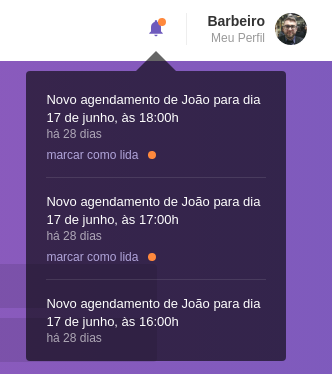 Barbeiro
Meu Perfil
Novo agendamento de João para dia
17 de junho, às 18:00h
há 28 dias
marcar como lida
Novo agendamento de João para dia
17 de junho, às 17:00h
há 28 dias
marcar como lida
Novo agendamento de João para dia
17 de junho, às 16:00h
há 28 dias